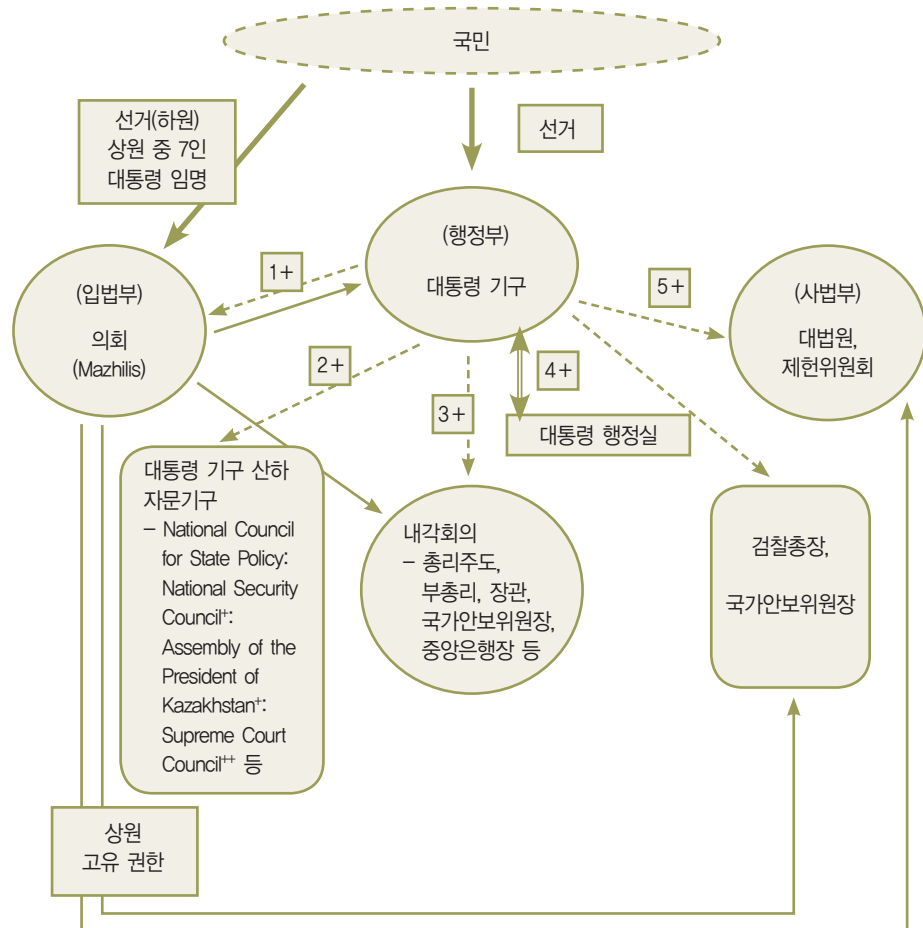 국민
선거(하원)
상원 중 7인
대통령 임명
선거
(행정부)
대통령 기구
1+
5+
(입법부)
의회
(Mazhilis)
(사법부)
대법원,
제헌위원회
2+
3+
4+
대통령 행정실
대통령 기구 산하
자문기구
– National Council
for State Policy:
National Security
Council⁺:
Assembly of the
President of
Kazakhstan⁺:
Supreme Court
Council⁺⁺ 등
내각회의
– 총리주도,
부총리, 장관,
국가안보위원장,
중앙은행장 등
검찰총장,
국가안보위원장
상원
고유 권한